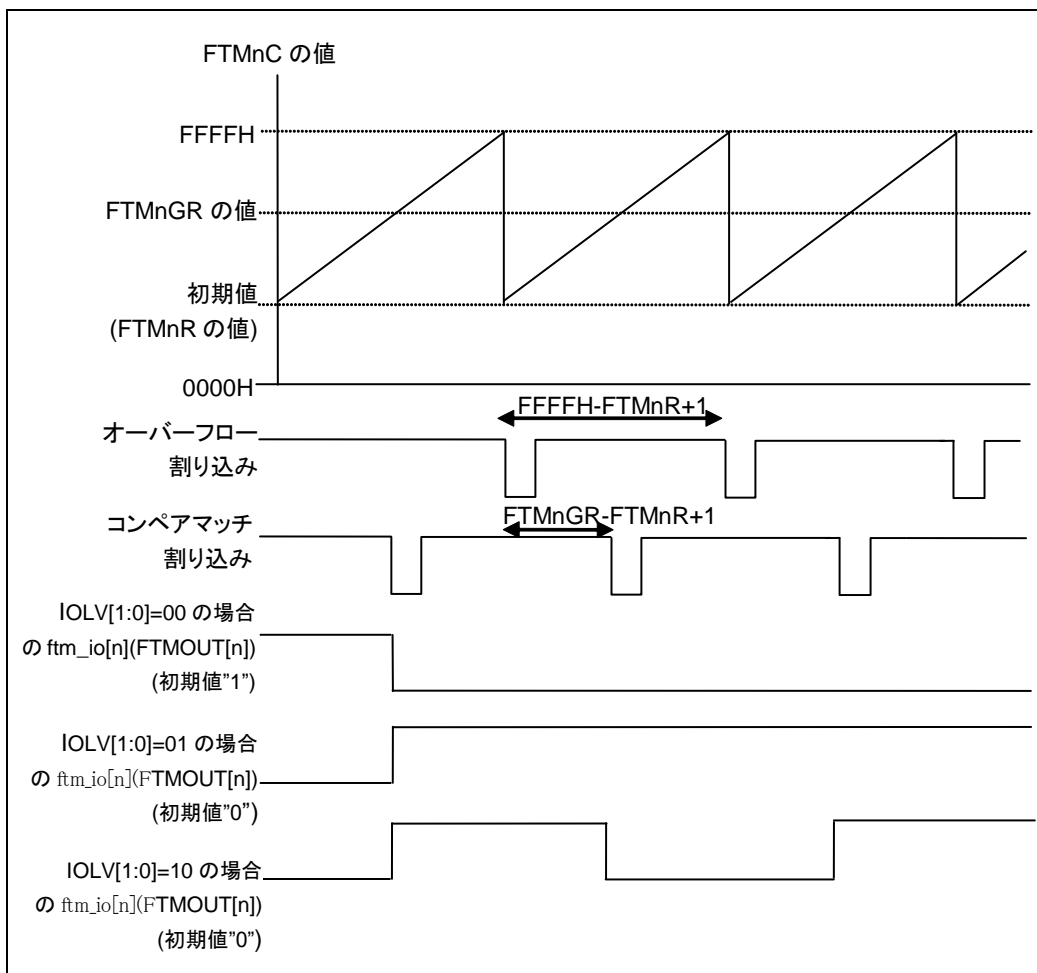 FTMnC の値
FFFFH
FTMnGR の値
初期値
(FTMnR の値)
0000H
FFFFH-FTMnR+1
オーバーフロー
割り込み
FTMnGR-FTMnR+1
コンペアマッチ
割り込み
IOLV[1:0]=00 の場合
の ftm_io[n](FTMOUT[n])
(初期値"1")
IOLV[1:0]=01 の場合
の ftm_io[n](FTMOUT[n])
(初期値"0")
IOLV[1:0]=10 の場合
の ftm_io[n](FTMOUT[n])
(初期値"0")